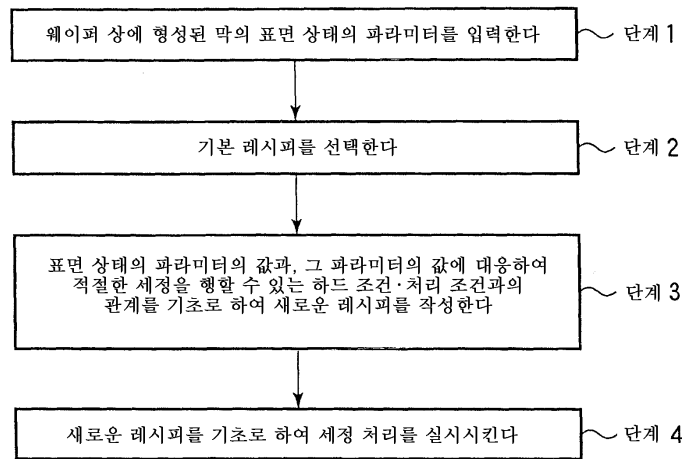 웨이퍼 상에 형성된 막의 표면 상태의 파라미터를 입력한다
단계 1
기본 레시피를 선택한다
단계 2
표면 상태의 파라미터의 값과, 그 파라미터의 값에 대응하여
적절한 세정을 행할 수 있는 하드 조건·처리 조건과의
관계를 기초로 하여 새로운 레시피를 작성한다
단계 3
새로운 레시피를 기초로 하여 세정 처리를 실시시킨다
단계 4